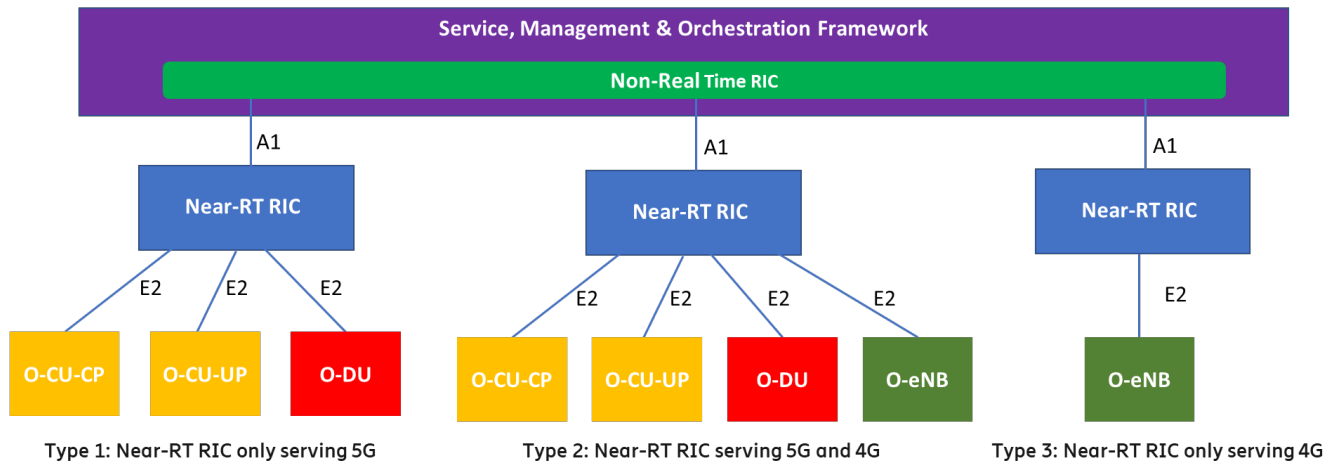 Service, Management & Orchestration Framework
Non-Real Time RIC
A1
A1
A1
Near-RT RIC
Near-RT RIC
Near-RT RIC
E2
E2
E2
E2
E2
E2
E2
E2
O-CU-CP
O-CU-UP
O-DU
O-CU-CP
O-CU-UP
O-DU
O-eNB
O-eNB
Type 1: Near-RT RIC only serving 5G
Type 2: Near-RT RIC serving 5G and 4G
Type 3: Near-RT RIC only serving 4G